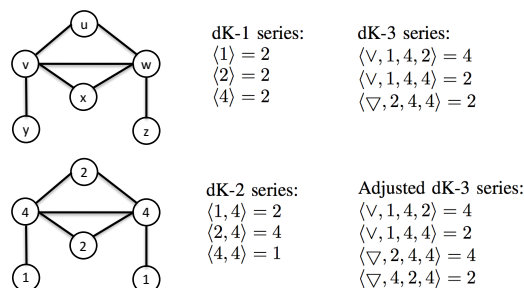 u
v
w
x
y
z
dK-1 series:
⟨1⟩ = 2
⟨2⟩ = 2
⟨4⟩ = 2
dK-3 series:
⟨∨, 1, 4, 2⟩ = 4
⟨∨, 1, 4, 4⟩ = 2
⟨▽, 2, 4, 4⟩ = 2
2
4
4
2
1
1
dK-2 series:
⟨1, 4⟩ = 2
⟨2, 4⟩ = 4
⟨4, 4⟩ = 1
Adjusted dK-3 series:
⟨∨, 1, 4, 2⟩ = 4
⟨∨, 1, 4, 4⟩ = 2
⟨▽, 2, 4, 4⟩ = 4
⟨▽, 4, 2, 4⟩ = 2